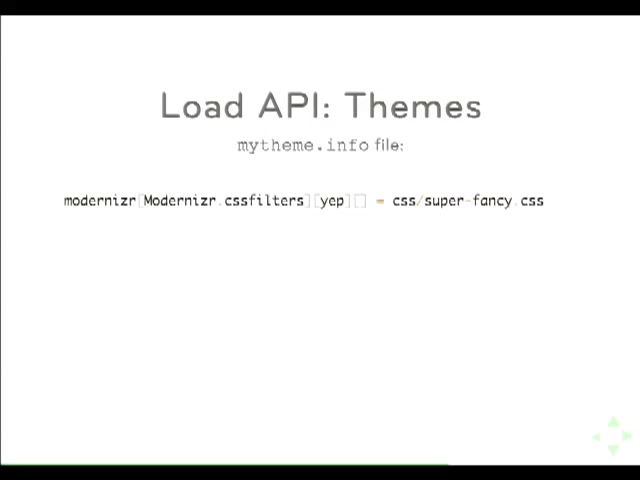 Load API: Themes
mytheme.info file:
modernizr[Modernizr.cssfilters][yep][] = css/super-fancy.css